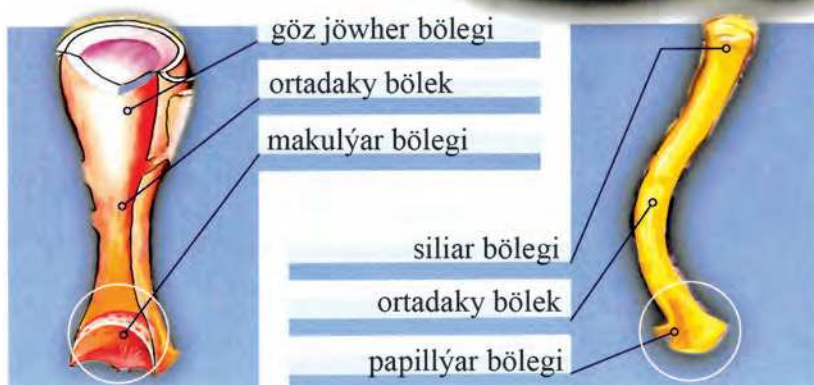 göz jöwher bölegi
ortadaky bölek
makulýar bölegi
siliar bölegi
ortadaky bölek
papillýar bölegi